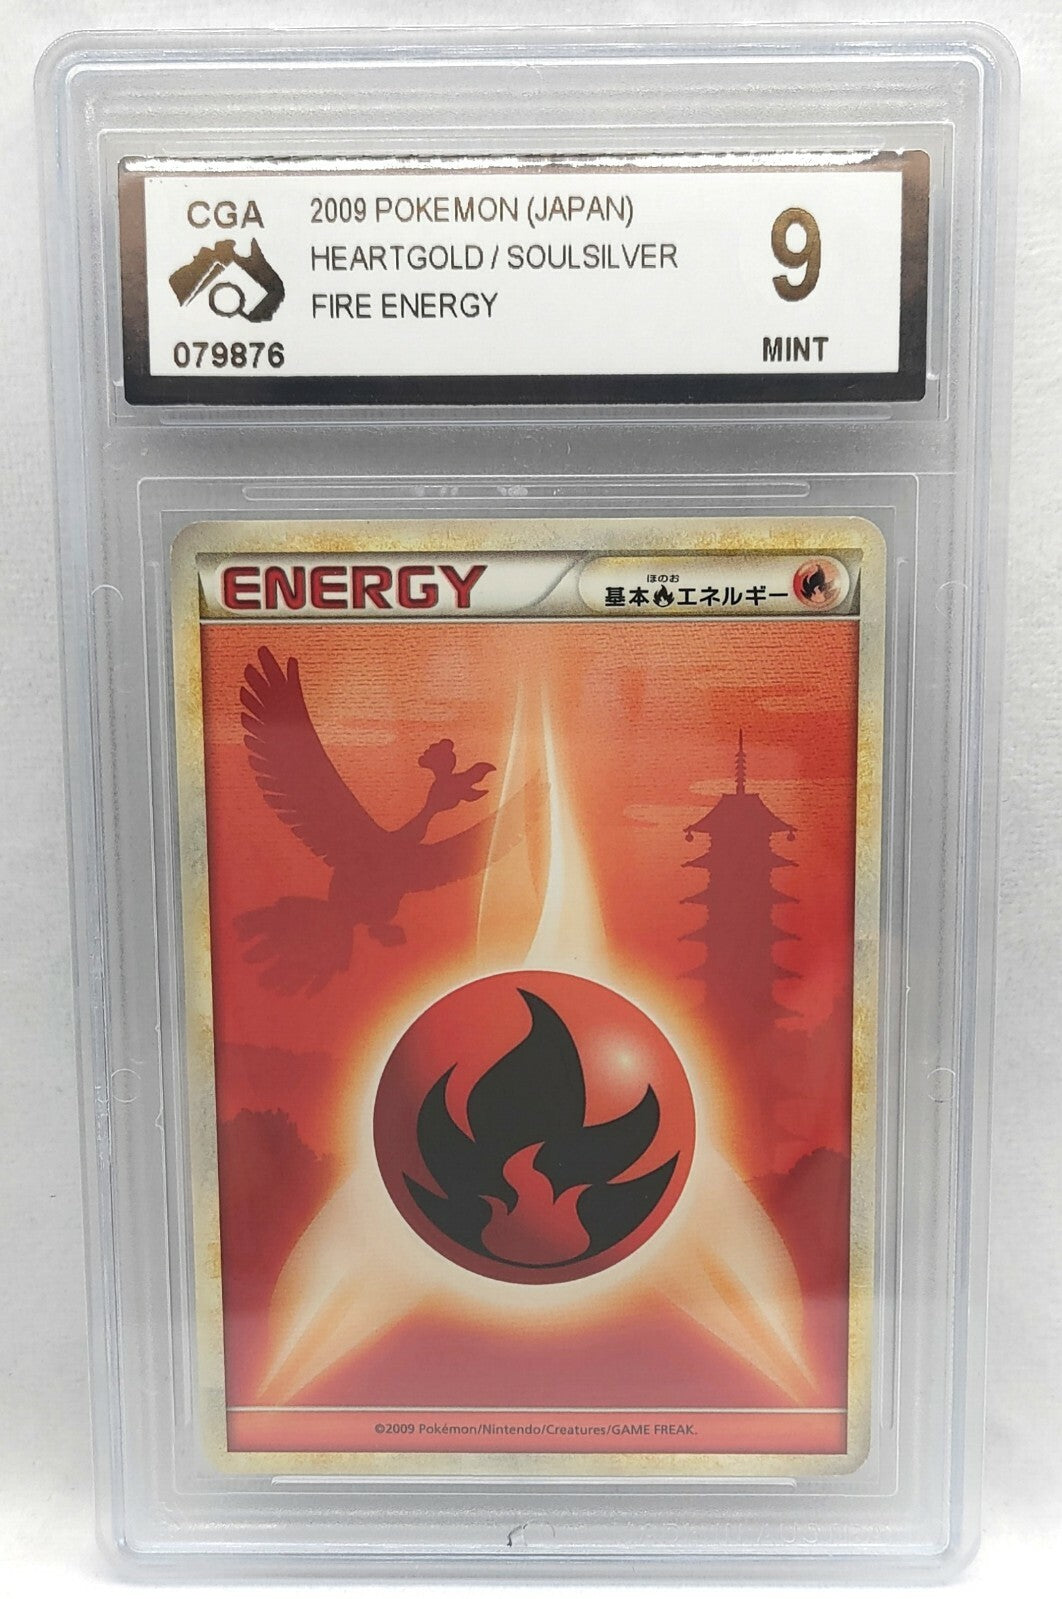 CGA
079876
2009 POKEMON (JAPAN)
HEARTGOLD / SOULSILVER
FIRE ENERGY
9
MINT
ENERGY
ほのお
基本エネルギー
©2009 Pokémon/Nintendo/Creatures/GAME FREAK.